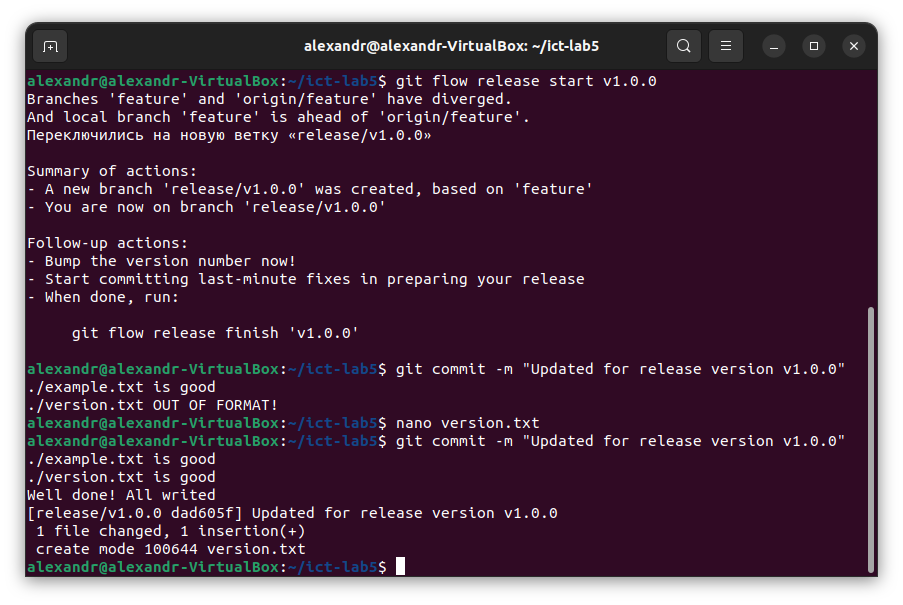 alexandr@alexandr-VirtualBox: ~/ict-lab5
alexandr@alexandr-VirtualBox:~/ict-lab5$ git flow release start v1.0.0
Branches 'feature' and 'origin/feature' have diverged.
And local branch 'feature' is ahead of 'origin/feature'.
Переключились на новую ветку «release/v1.0.0»
Summary of actions:
- A new branch 'release/v1.0.0' was created, based on 'feature'
- You are now on branch 'release/v1.0.0'
Follow-up actions:
- Bump the version number now!
- Start committing last-minute fixes in preparing your release
- When done, run:
git flow release finish 'v1.0.0'
alexandr@alexandr-VirtualBox:~/ict-lab5$ git commit -m "Updated for release version v1.0.0"
./example.txt is good
./version.txt OUT OF FORMAT!
alexandr@alexandr-VirtualBox:~/ict-lab5$ nano version.txt
alexandr@alexandr-VirtualBox:~/ict-lab5$ git commit -m "Updated for release version v1.0.0"
./example.txt is good
./version.txt is good
Well done! All writed
[release/v1.0.0 dad605f] Updated for release version v1.0.0
1 file changed, 1 insertion(+)
create mode 100644 version.txt
alexandr@alexandr-VirtualBox:~/ict-lab5$